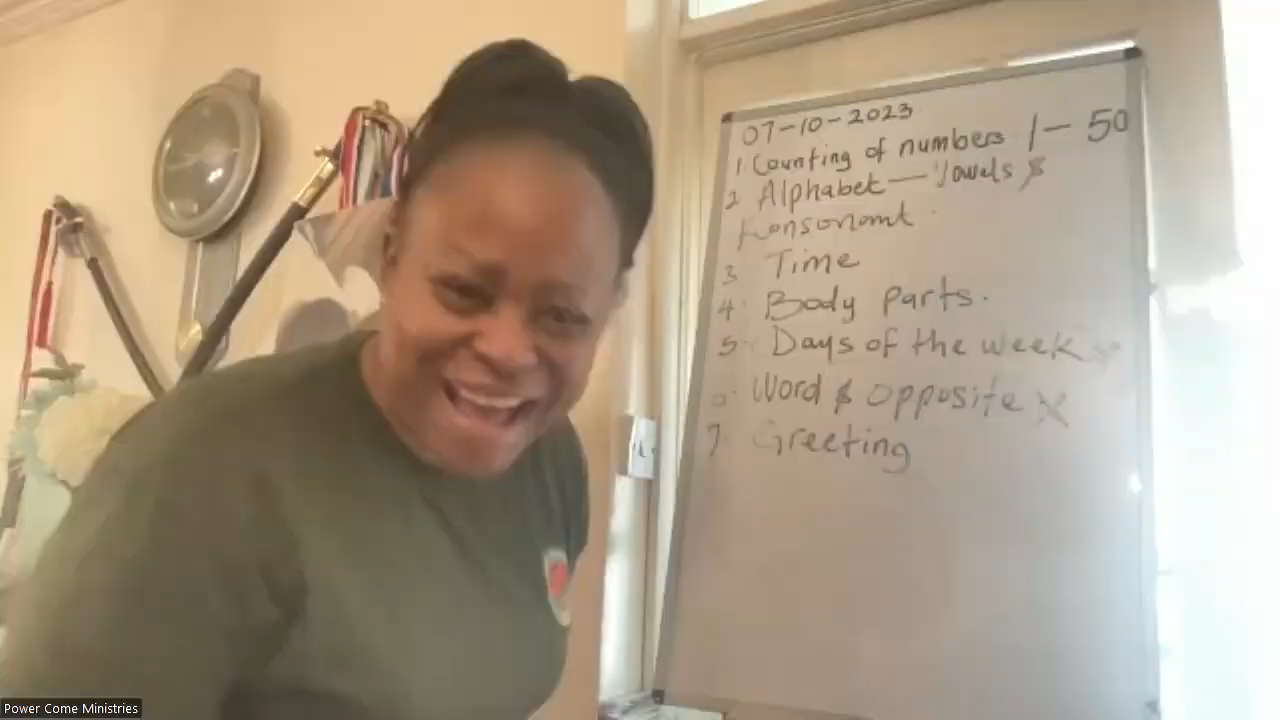 07-10-2023
1 Counting of numbers 1- 50
2 Alphabet — Vowels &
Konsonant
3 Time
4. Body parts.
5. Days of the week
Word & Opposite X
7. Greeting
Power Come Ministries